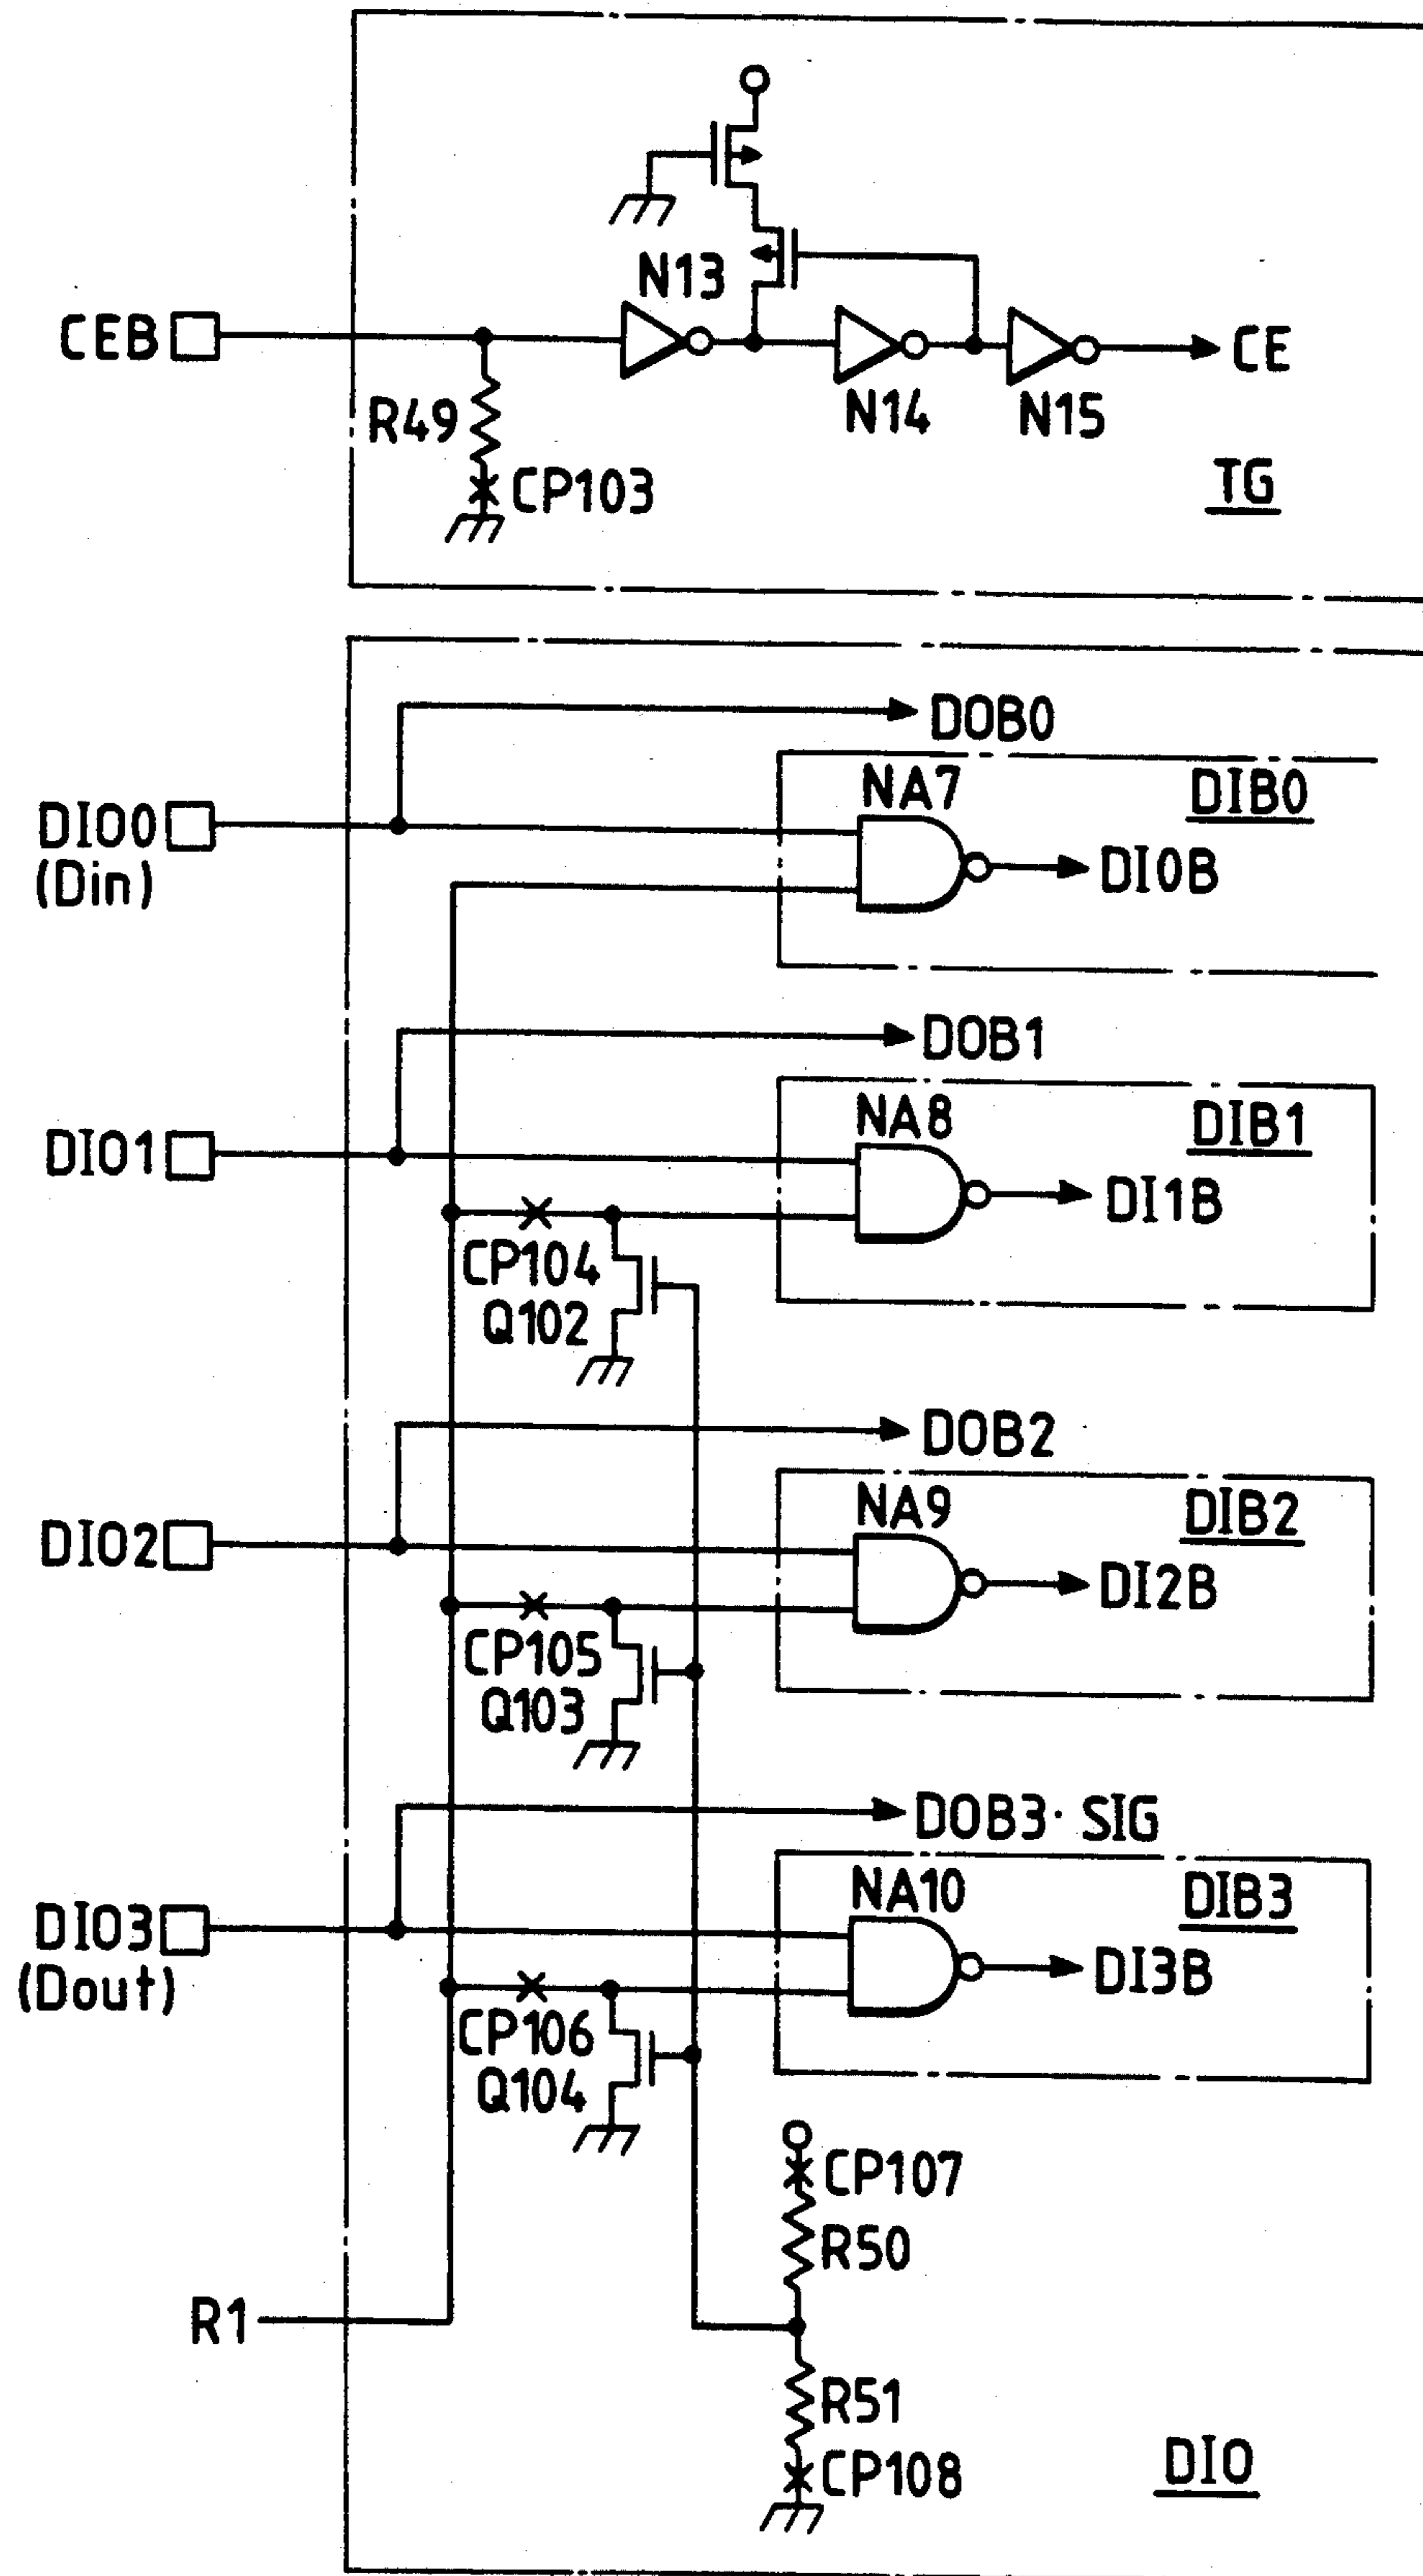 N13
CEB
CE
R49
N14
N15
CP103
TG
DOB0
NA7
DIB0
DIO0
(Din)
DI0B
DOB1
NA8
DIB1
DIO1
DI1B
CP104
Q102
DOB2
NA9
DIB2
DIO2
DI2B
CP105
Q103
DOB3· SIG
NA10
DIB3
DIO3
(Dout)
DI3B
CP106
Q104
CP107
R50
R1
R51
CP108
DIO